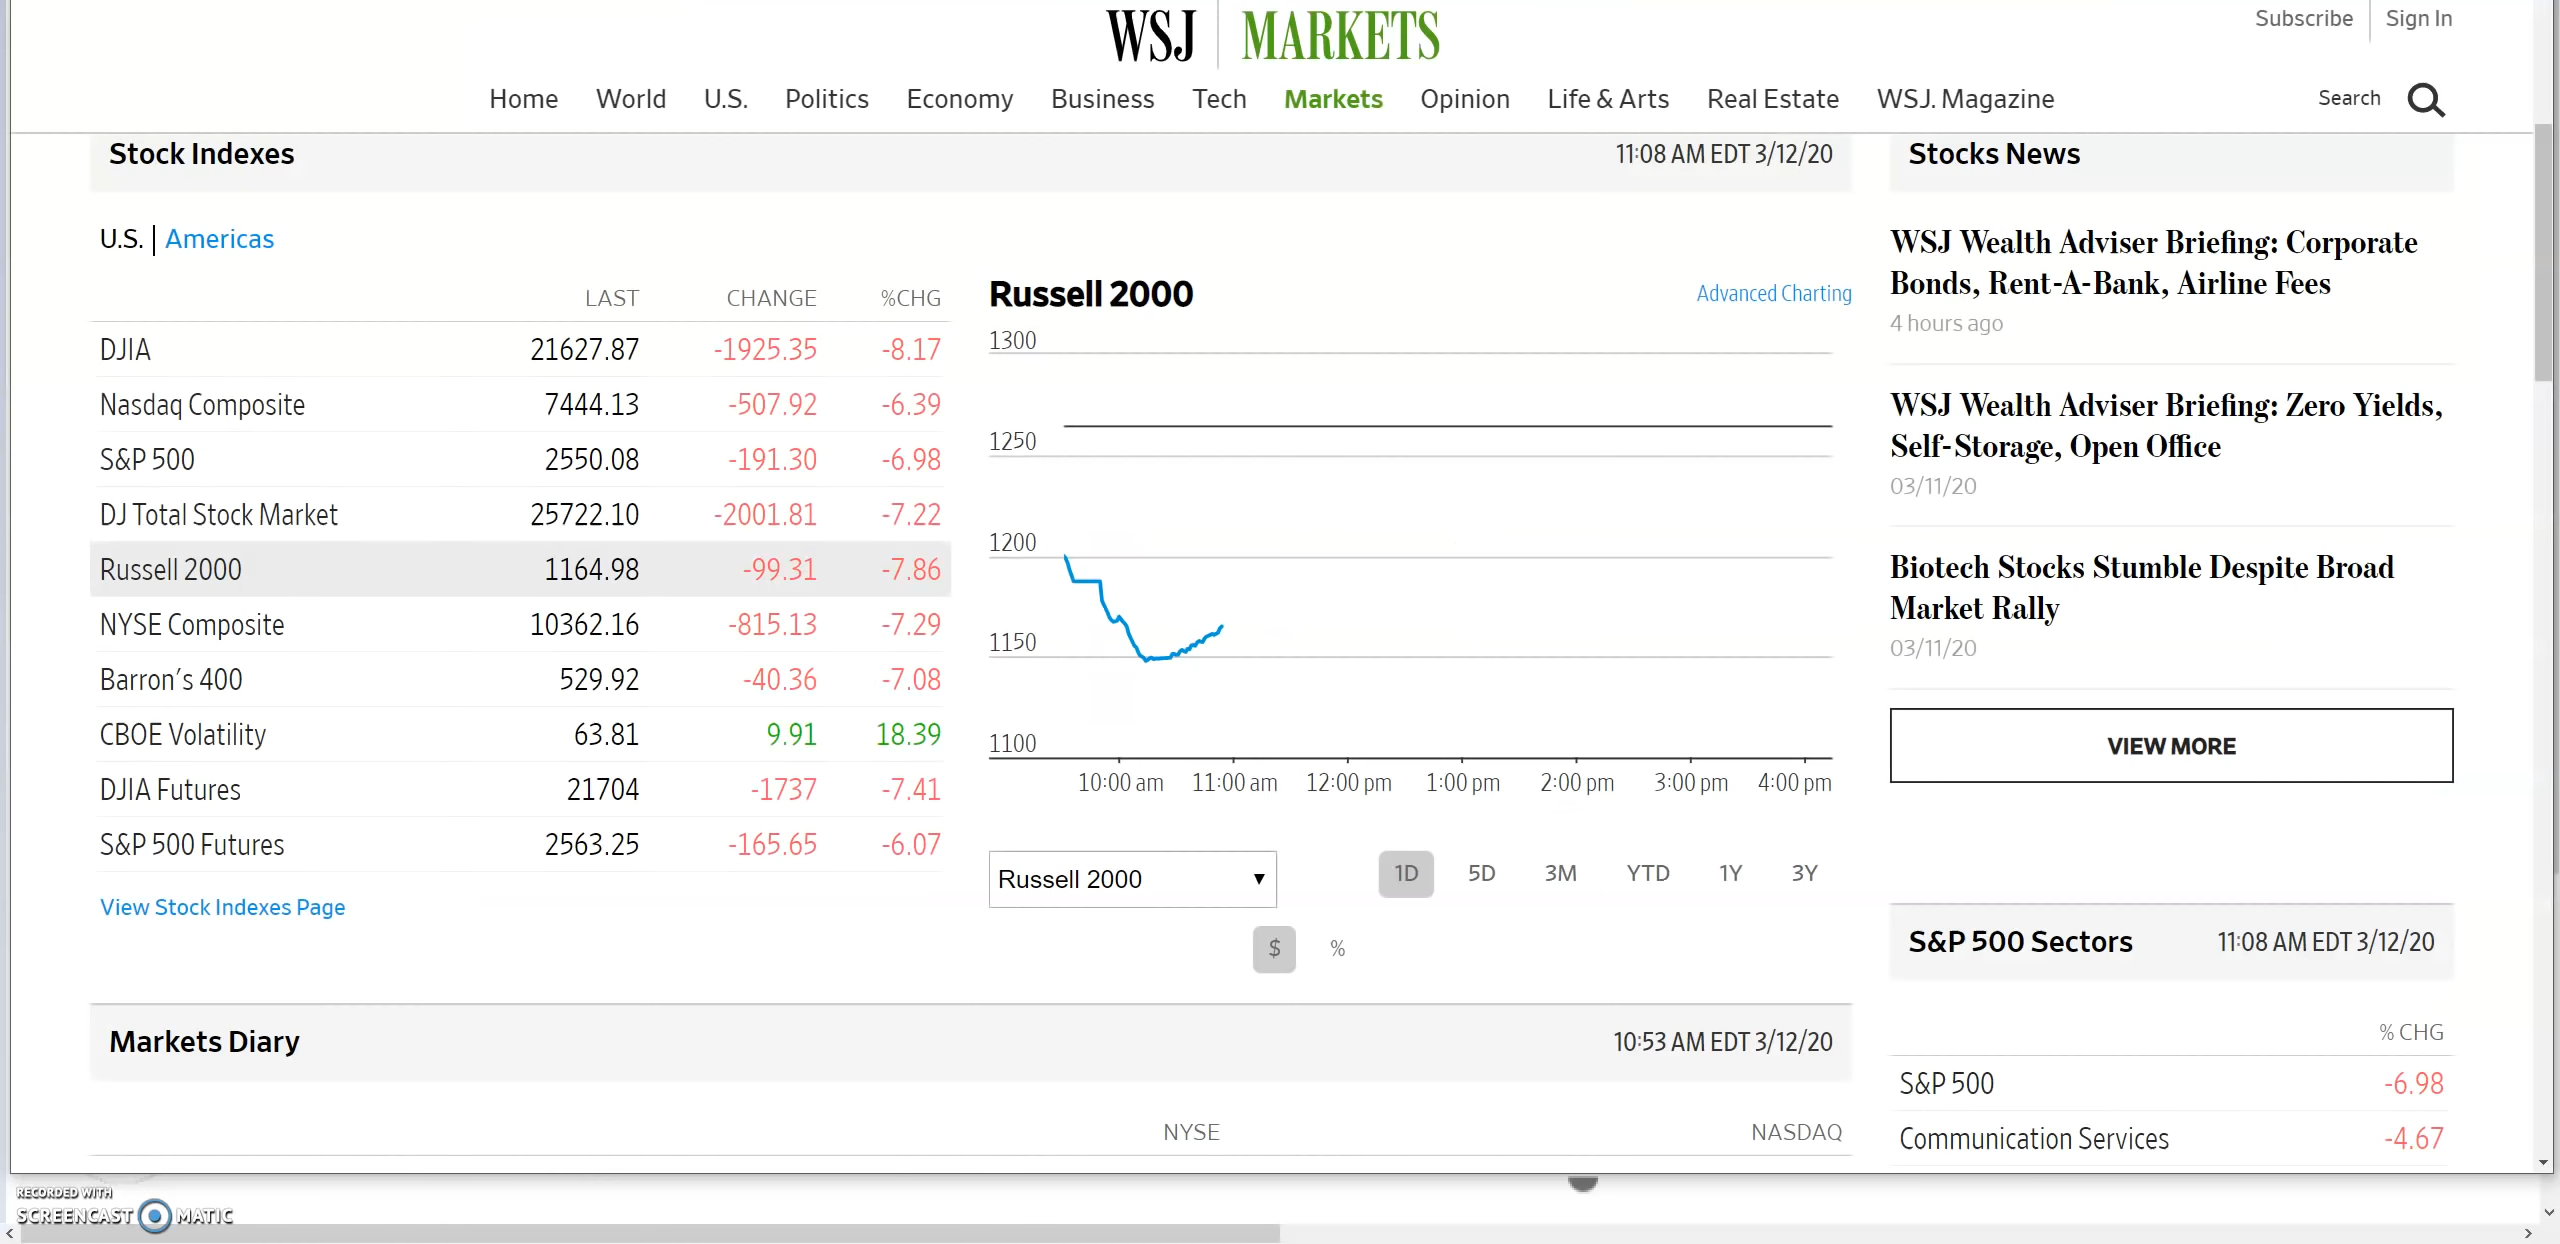 WSJ MARKETS
Subscribe Sign In
Home World U.S. Politics Economy Business Tech Markets Opinion Life & Arts Real Estate WSJ. Magazine Search
Stock Indexes 11:08 AM EDT 3/12/20
U.S. | Americas
LAST CHANGE %CHG
DJIA 21627.87 -1925.35 -8.17
Nasdaq Composite 7444.13 -507.92 -6.39
S&P 500 2550.08 -191.30 -6.98
DJ Total Stock Market 25722.10 -2001.81 -7.22
Russell 2000 1164.98 -99.31 -7.86
NYSE Composite 10362.16 -815.13 -7.29
Barron's 400 529.92 -40.36 -7.08
CBOE Volatility 63.81 9.91 18.39
DJIA Futures 21704 -1737 -7.41
S&P 500 Futures 2563.25 -165.65 -6.07
View Stock Indexes Page
Russell 2000 Advanced Charting
1300
1250
1200
1150
1100
10:00 am 11:00 am 12:00 pm 1:00 pm 2:00 pm 3:00 pm 4:00 pm
Russell 2000 1D 5D 3M YTD 1Y 3Y
$ %
Stocks News
WSJ Wealth Adviser Briefing: Corporate
Bonds, Rent-A-Bank, Airline Fees
4 hours ago
WSJ Wealth Adviser Briefing: Zero Yields,
Self-Storage, Open Office
03/11/20
Biotech Stocks Stumble Despite Broad
Market Rally
03/11/20
VIEW MORE
S&P 500 Sectors 11:08 AM EDT 3/12/20
% CHG
S&P 500 -6.98
Communication Services -4.67
Markets Diary 10:53 AM EDT 3/12/20
NYSE NASDAQ
RECORDED WITH
SCREENCAST MATIC